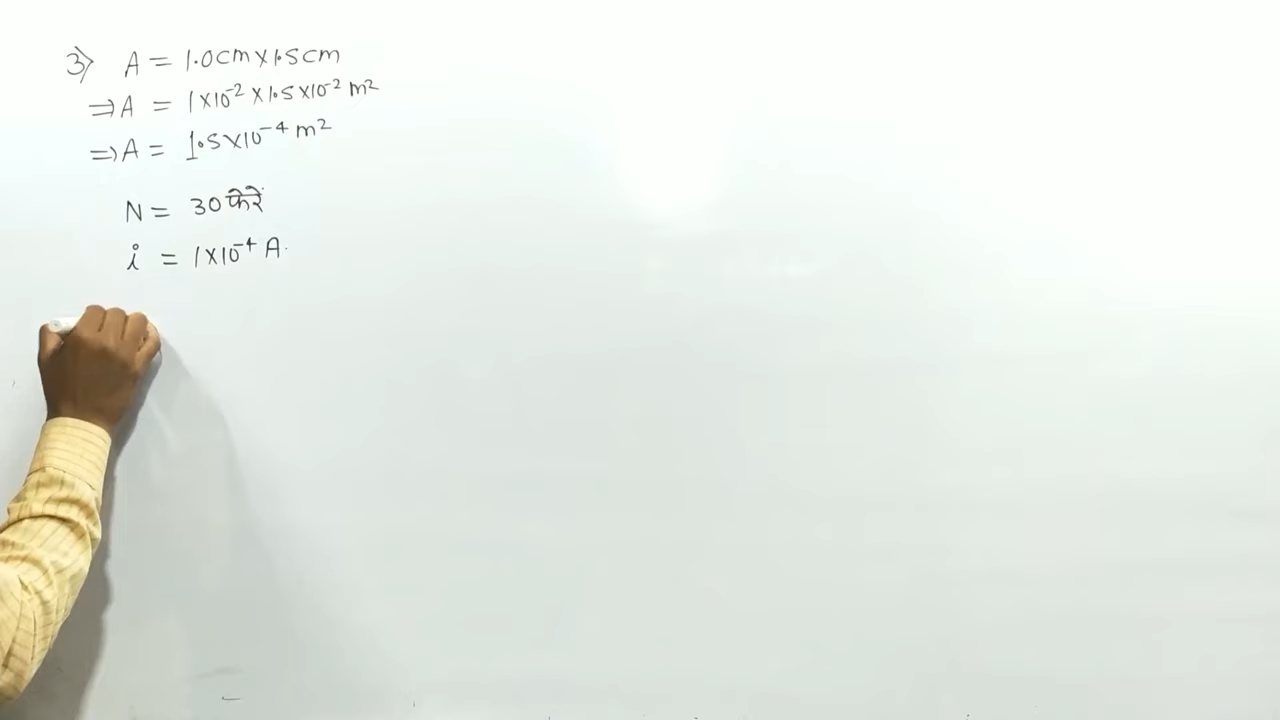 3) A = 1.0cm×1.5cm
⇒ A = 1×10⁻² × 1.5×10⁻² m²
⇒ A = 1.5×10⁻⁴ m²
N = 30 फेरें
i = 1×10⁻⁴ A.